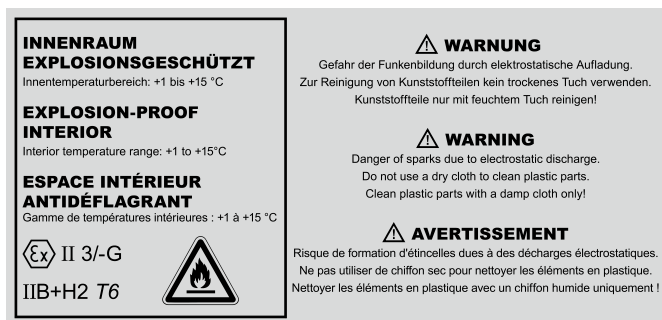 INNENRAUM
EXPLOSIONSGESCHÜTZT
Innentemperaturbereich: +1 bis +15 °C
EXPLOSION-PROOF
INTERIOR
Interior temperature range: +1 to +15°C
ESPACE INTÉRIEUR
ANTIDÉFLAGRANT
Gamme de températures intérieures : +1 à +15 °C
Ex II 3/-G
IIB+H2 T6
WARNUNG
Gefahr der Funkenbildung durch elektrostatische Aufladung.
Zur Reinigung von Kunststoffteilen kein trockenes Tuch verwenden.
Kunststoffteile nur mit feuchtem Tuch reinigen!
WARNING
Danger of sparks due to electrostatic discharge.
Do not use a dry cloth to clean plastic parts.
Clean plastic parts with a damp cloth only!
AVERTISSEMENT
Risque de formation d'étincelles dues à des décharges électrostatiques.
Ne pas utiliser de chiffon sec pour nettoyer les éléments en plastique.
Nettoyer les éléments en plastique avec un chiffon humide uniquement !